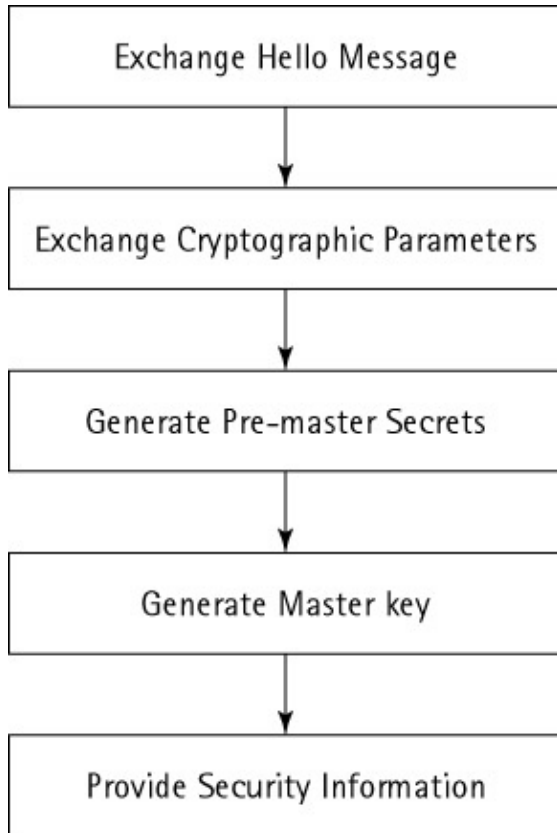 Exchange Hello Message
Exchange Cryptographic Parameters
Generate Pre-master Secrets
Generate Master key
Provide Security Information